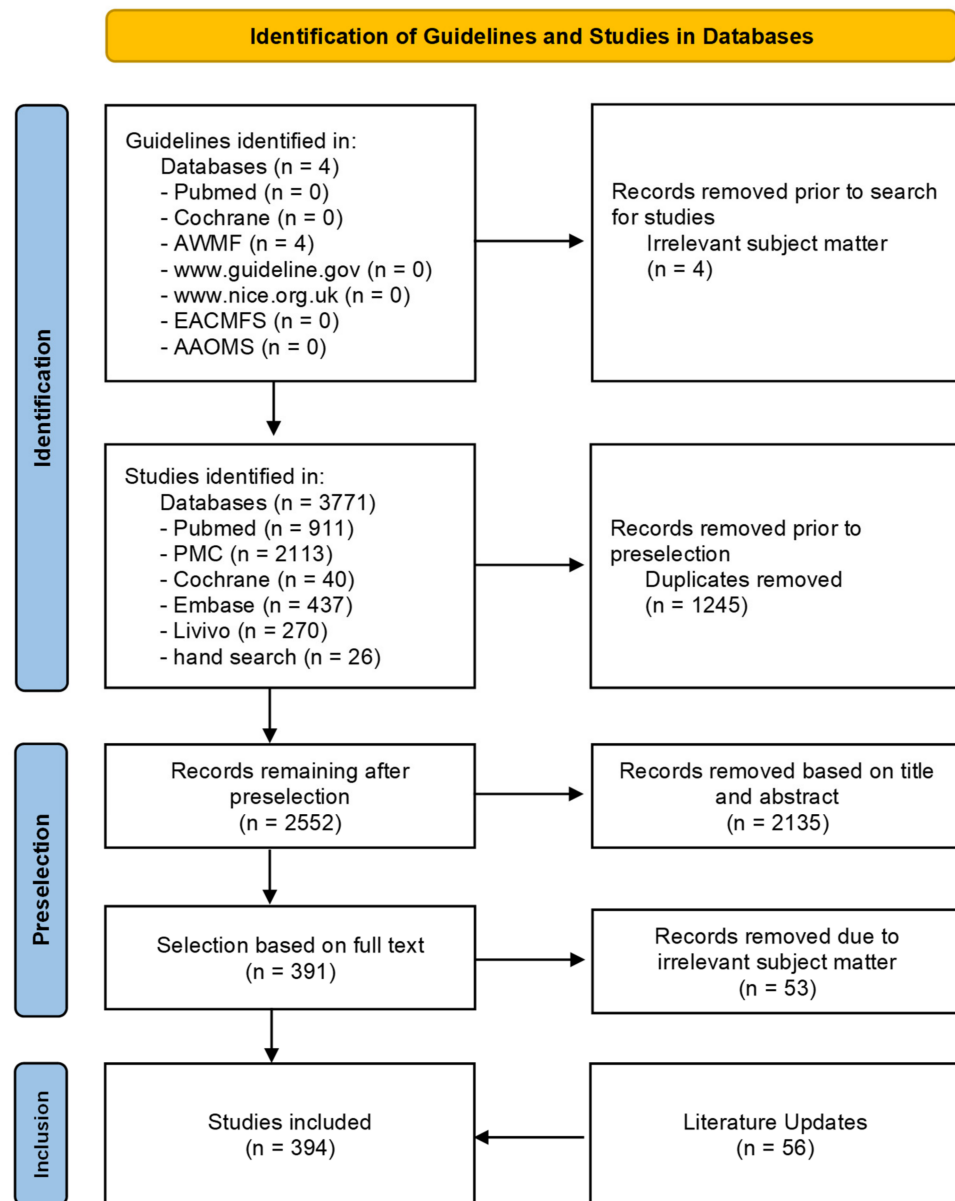 Identification of Guidelines and Studies in Databases
Identification
Guidelines identified in:
Databases (n = 4)
- Pubmed (n = 0)
- Cochrane (n = 0)
- AWMF (n = 4)
- www.guideline.gov (n = 0)
- www.nice.org.uk (n = 0)
- EACMFS (n = 0)
- AAOMS (n = 0)
Records removed prior to search
for studies
Irrelevant subject matter
(n = 4)
Studies identified in:
Databases (n = 3771)
- Pubmed (n = 911)
- PMC (n = 2113)
- Cochrane (n = 40)
- Embase (n = 437)
- Livivo (n = 270)
- hand search (n = 26)
Records removed prior to
preselection
Duplicates removed
(n = 1245)
Preselection
Records remaining after
preselection
(n = 2552)
Records removed based on title
and abstract
(n = 2135)
Selection based on full text
(n = 391)
Records removed due to
irrelevant subject matter
(n = 53)
Inclusion
Studies included
(n = 394)
Literature Updates
(n = 56)